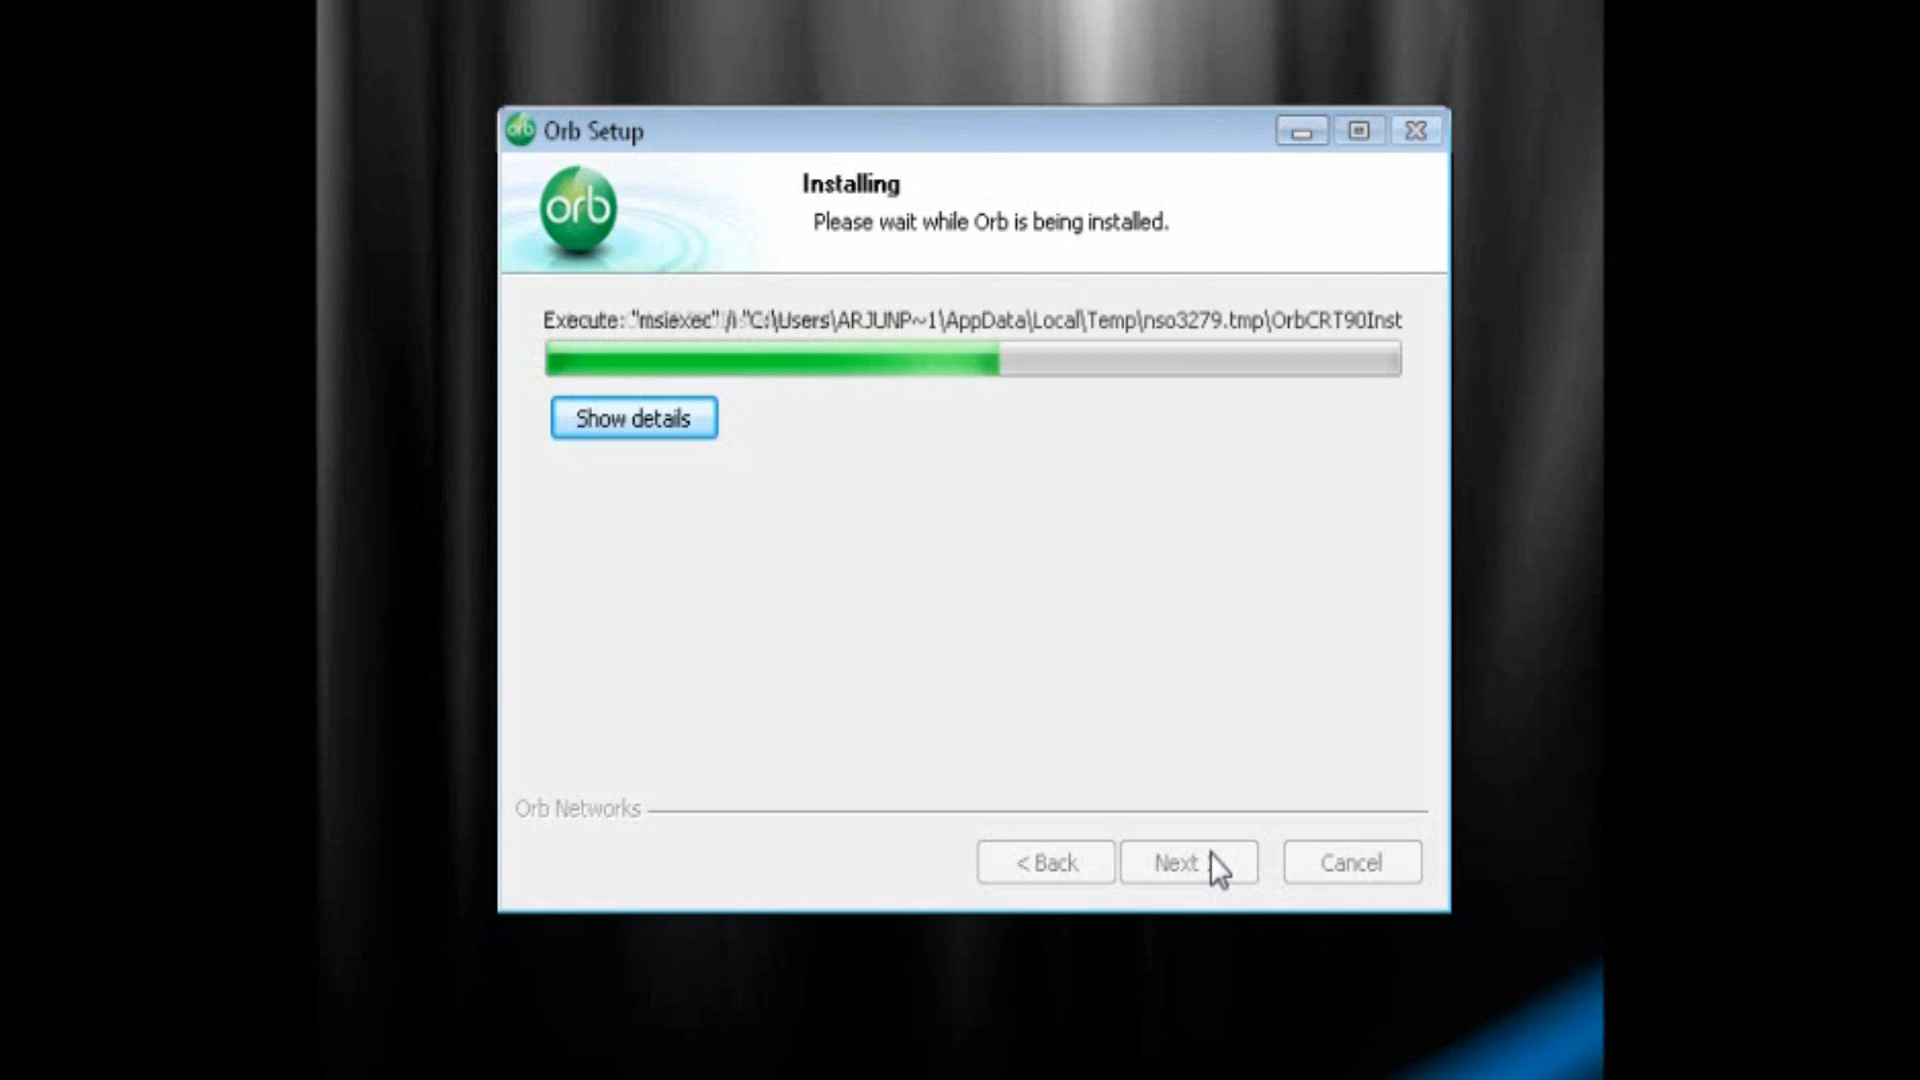 orb Orb Setup
orb
Installing
Please wait while Orb is being installed.
Execute: "msiexec" /i "C:\Users\ARJUNP~1\AppData\Local\Temp\nso3279.tmp\OrbCRT90Inst
Show details
Orb Networks
< Back Next Cancel